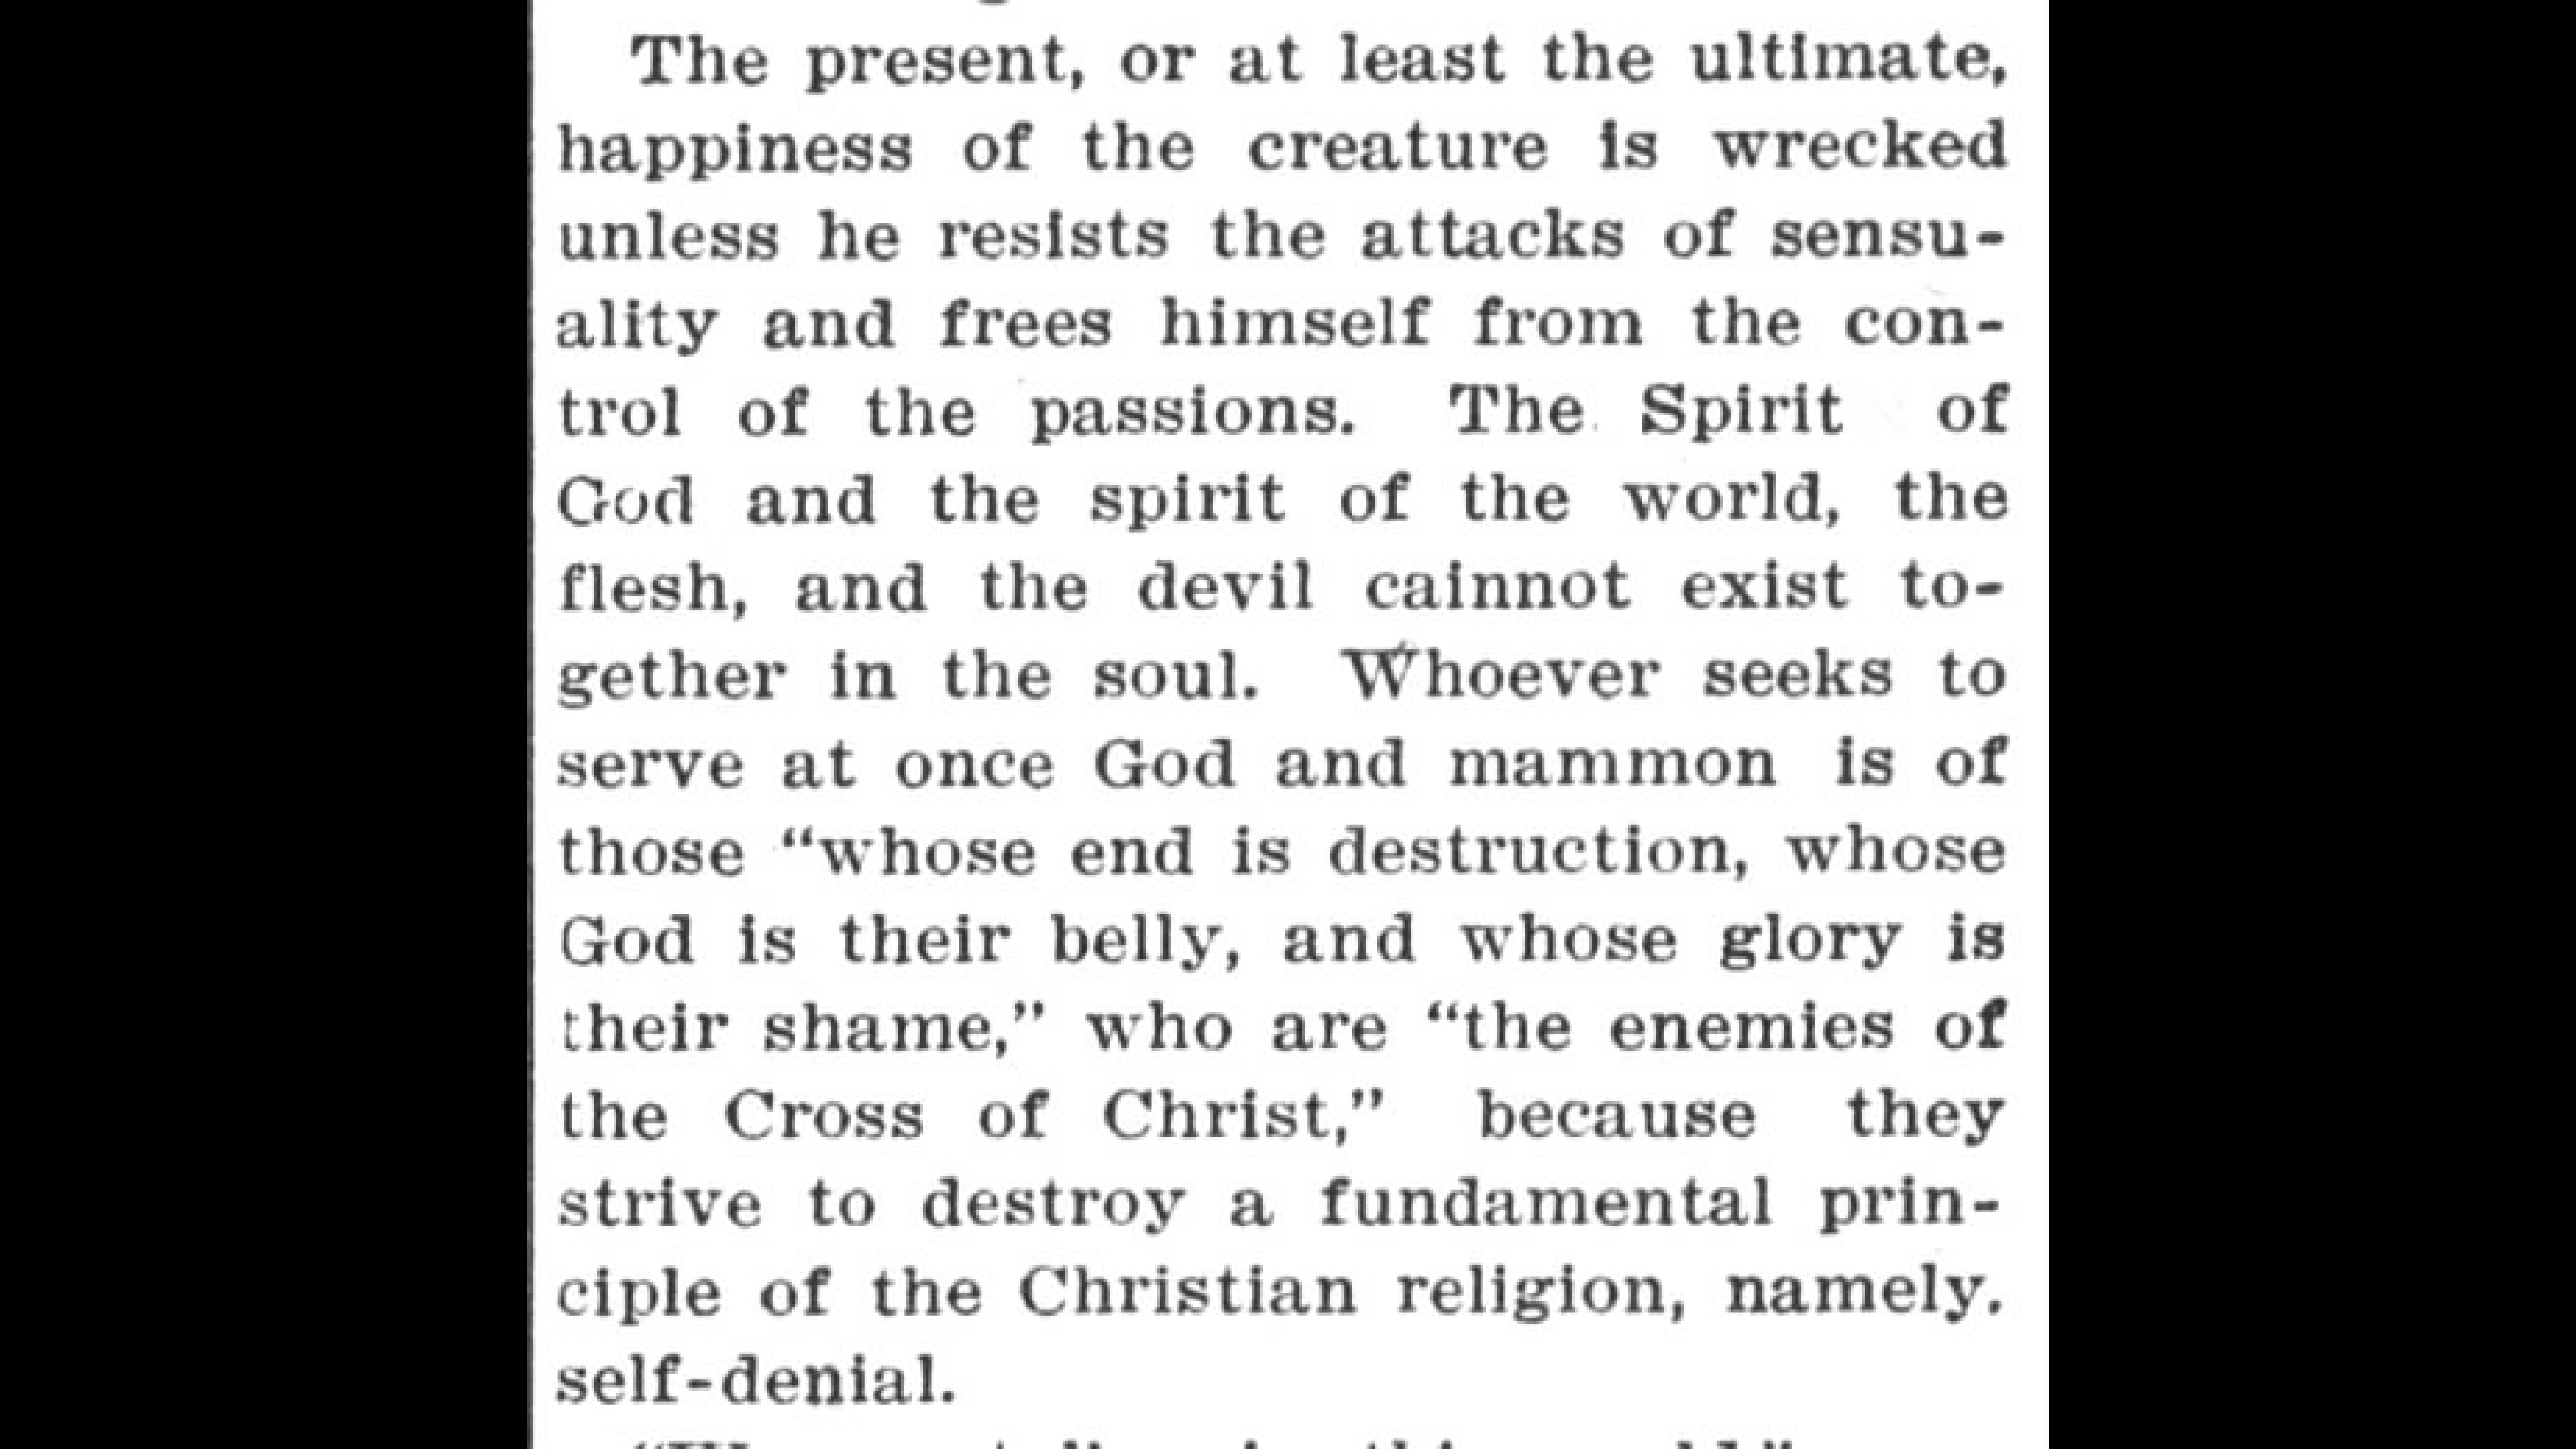 The present, or at least the ultimate,
happiness of the creature is wrecked
unless he resists the attacks of sensu-
ality and frees himself from the con-
trol of the passions. The Spirit of
God and the spirit of the world, the
flesh, and the devil cainnot exist to-
gether in the soul. Whoever seeks to
serve at once God and mammon is of
those “whose end is destruction, whose
God is their belly, and whose glory is
their shame,” who are “the enemies of
the Cross of Christ,” because they
strive to destroy a fundamental prin-
ciple of the Christian religion, namely.
self-denial.